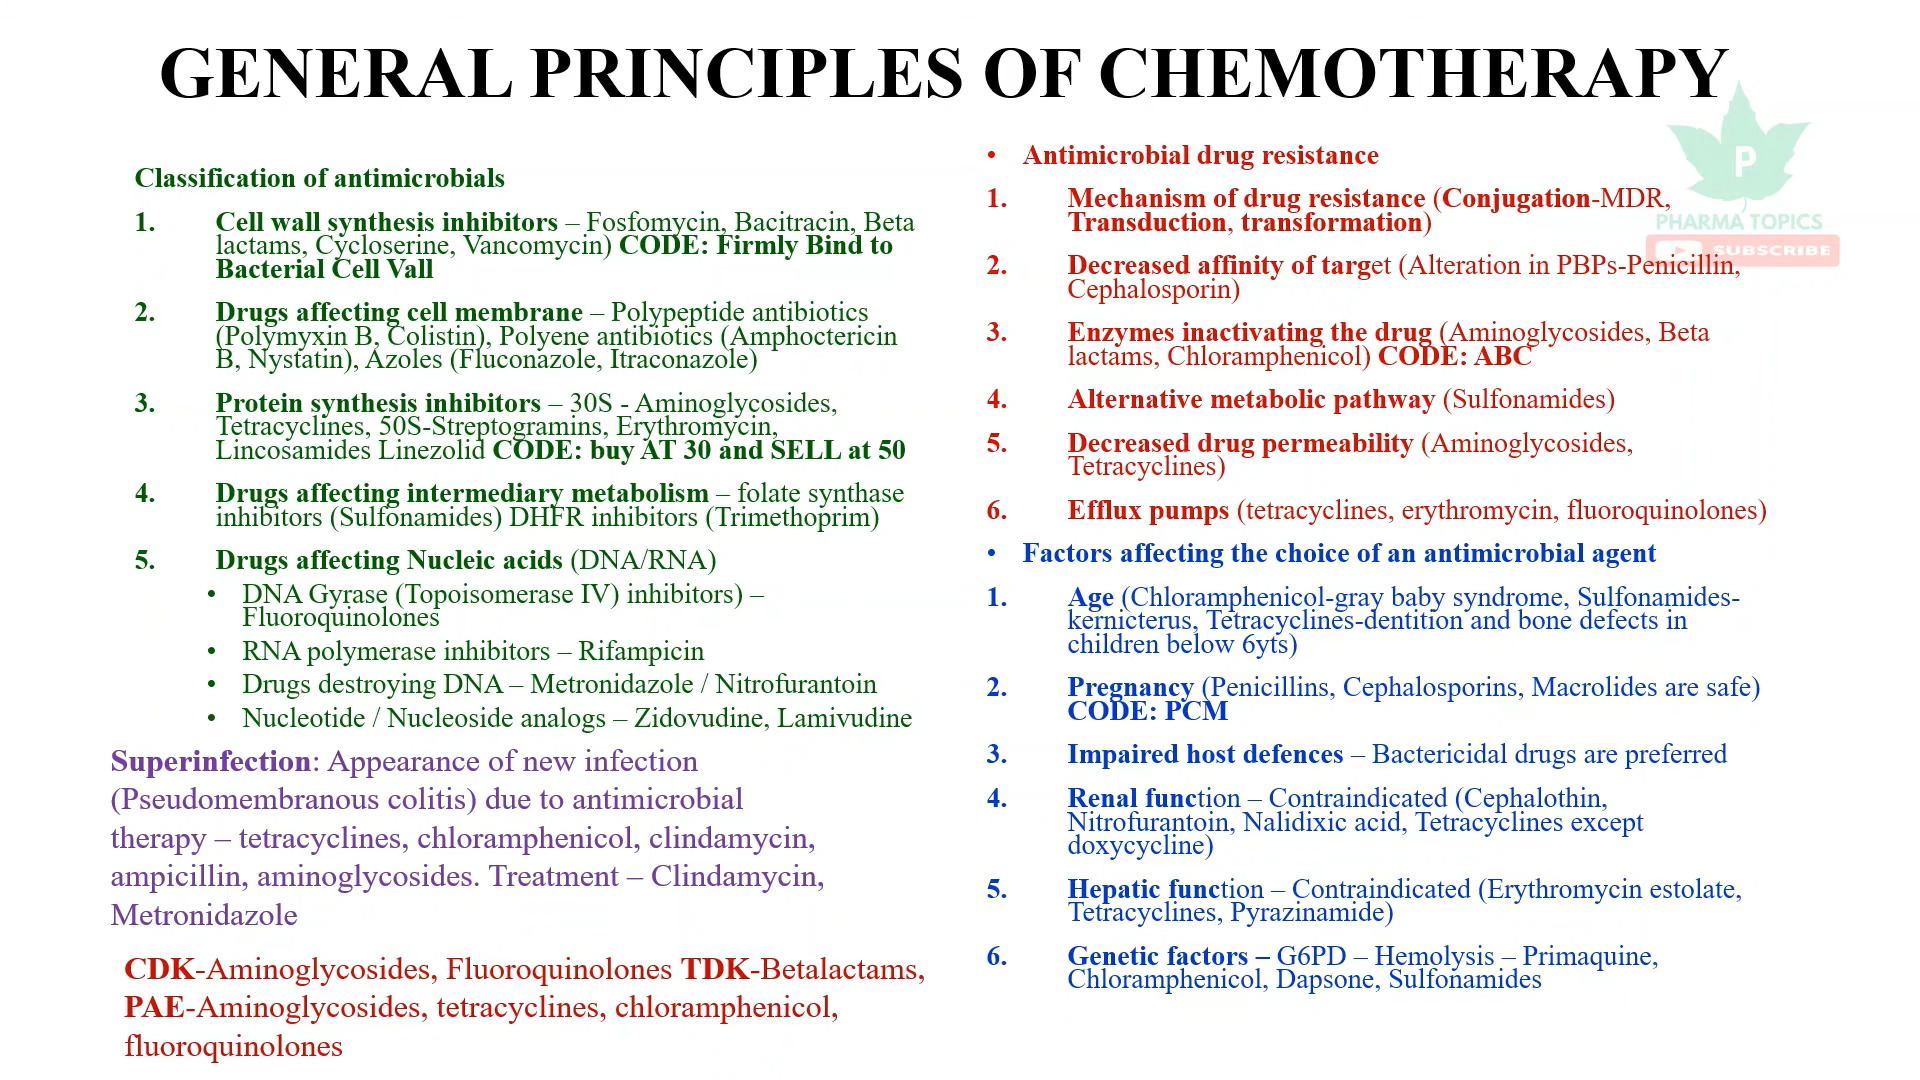 GENERAL PRINCIPLES OF CHEMOTHERAPY
Classification of antimicrobials
1. Cell wall synthesis inhibitors – Fosfomycin, Bacitracin, Beta
lactams, Cycloserine, Vancomycin) CODE: Firmly Bind to
Bacterial Cell Vall
2. Drugs affecting cell membrane – Polypeptide antibiotics
(Polymyxin B, Colistin), Polyene antibiotics (Amphoctericin
B, Nystatin), Azoles (Fluconazole, Itraconazole)
3. Protein synthesis inhibitors – 30S - Aminoglycosides,
Tetracyclines, 50S-Streptogramins, Erythromycin,
Lincosamides Linezolid CODE: buy AT 30 and SELL at 50
4. Drugs affecting intermediary metabolism – folate synthase
inhibitors (Sulfonamides) DHFR inhibitors (Trimethoprim)
5. Drugs affecting Nucleic acids (DNA/RNA)
• DNA Gyrase (Topoisomerase IV) inhibitors) –
Fluoroquinolones
• RNA polymerase inhibitors – Rifampicin
• Drugs destroying DNA – Metronidazole / Nitrofurantoin
• Nucleotide / Nucleoside analogs – Zidovudine, Lamivudine
Superinfection: Appearance of new infection
(Pseudomembranous colitis) due to antimicrobial
therapy – tetracyclines, chloramphenicol, clindamycin,
ampicillin, aminoglycosides. Treatment – Clindamycin,
Metronidazole
CDK-Aminoglycosides, Fluoroquinolones TDK-Betalactams,
PAE-Aminoglycosides, tetracyclines, chloramphenicol,
fluoroquinolones
• Antimicrobial drug resistance
1. Mechanism of drug resistance (Conjugation-MDR,
Transduction, transformation)
2. Decreased affinity of target (Alteration in PBPs-Penicillin,
Cephalosporin)
3. Enzymes inactivating the drug (Aminoglycosides, Beta
lactams, Chloramphenicol) CODE: ABC
4. Alternative metabolic pathway (Sulfonamides)
5. Decreased drug permeability (Aminoglycosides,
Tetracyclines)
6. Efflux pumps (tetracyclines, erythromycin, fluoroquinolones)
• Factors affecting the choice of an antimicrobial agent
1. Age (Chloramphenicol-gray baby syndrome, Sulfonamides-
kernicterus, Tetracyclines-dentition and bone defects in
children below 6yts)
2. Pregnancy (Penicillins, Cephalosporins, Macrolides are safe)
CODE: PCM
3. Impaired host defences – Bactericidal drugs are preferred
4. Renal function – Contraindicated (Cephalothin,
Nitrofurantoin, Nalidixic acid, Tetracyclines except
doxycycline)
5. Hepatic function – Contraindicated (Erythromycin estolate,
Tetracyclines, Pyrazinamide)
6. Genetic factors – G6PD – Hemolysis – Primaquine,
Chloramphenicol, Dapsone, Sulfonamides
P
PHARMA TOPICS
SUBSCRIBE